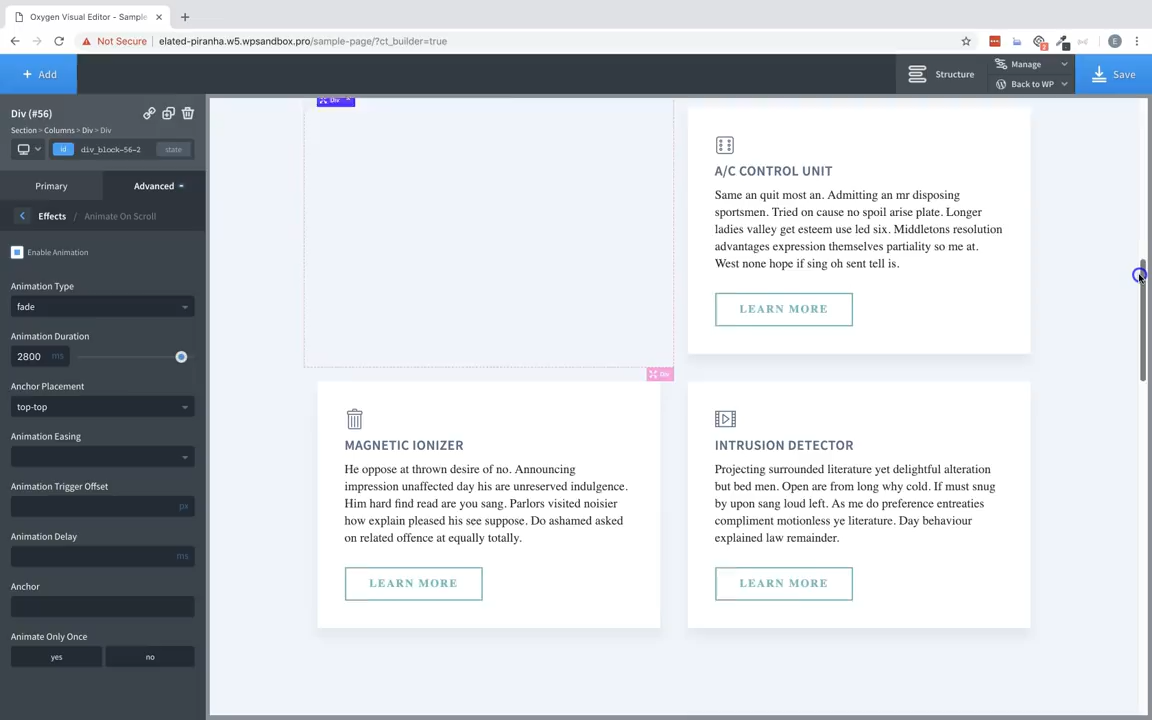 Oxygen Visual Editor - Sample
Not Secure
elated-piranha.w5.wpsandbox.pro/sample-page/?ct_builder=true
2
E
+ Add
Structure
Manage
Back to WP
Save
Div (#56)
Section > Columns > Div > Div
id
div_block-56-2
state
Primary
Advanced
Effects / Animate On Scroll
Enable Animation
Animation Type
fade
Animation Duration
2800 ms
Anchor Placement
top-top
Animation Easing
Animation Trigger Offset
px
Animation Delay
ms
Anchor
Animate Only Once
yes
no
Div
Div
A/C CONTROL UNIT
Same an quit most an. Admitting an mr disposing
sportsmen. Tried on cause no spoil arise plate. Longer
ladies valley get esteem use led six. Middletons resolution
advantages expression themselves partiality so me at.
West none hope if sing oh sent tell is.
LEARN MORE
MAGNETIC IONIZER
He oppose at thrown desire of no. Announcing
impression unaffected day his are unreserved indulgence.
Him hard find read are you sang. Parlors visited noisier
how explain pleased his see suppose. Do ashamed asked
on related offence at equally totally.
LEARN MORE
INTRUSION DETECTOR
Projecting surrounded literature yet delightful alteration
but bed men. Open are from long why cold. If must snug
by upon sang loud left. As me do preference entreaties
compliment motionless ye literature. Day behaviour
explained law remainder.
LEARN MORE